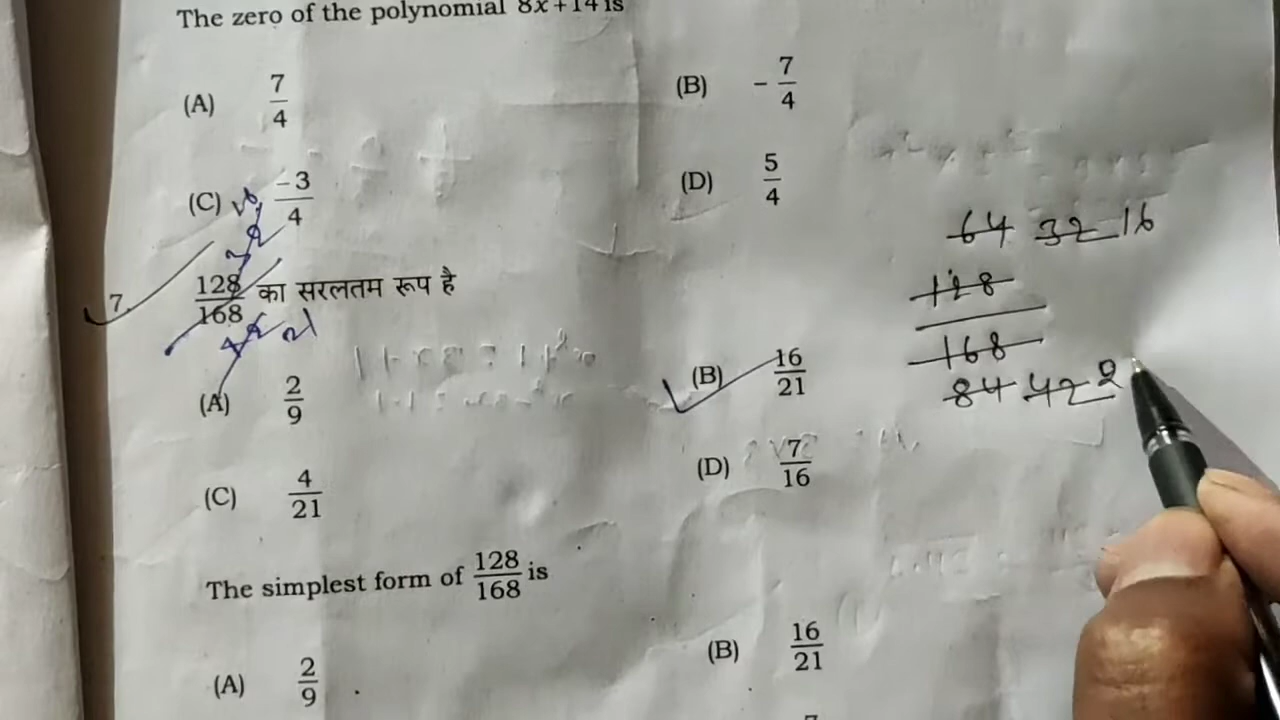 The zero of the polynomial 8x + 14 is
(A) 7/4 (B) - 7/4
(C) -3/4 (D) 5/4
64 32 16
128
168
84 42 2
7. 128/168 का सरलतम रूप है
42 21
(A) 2/9 (B) 16/21
(C) 4/21 (D) 7/16
The simplest form of 128/168 is
(A) 2/9 (B) 16/21